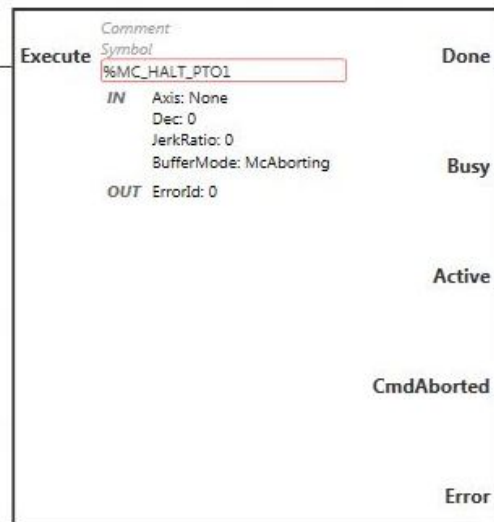 Comment
Execute Symbol Done
%MC_HALT_PTO1
IN Axis: None
Dec: 0
JerkRatio: 0
BufferMode: McAborting
Busy
OUT ErrorId: 0
Active
CmdAborted
Error